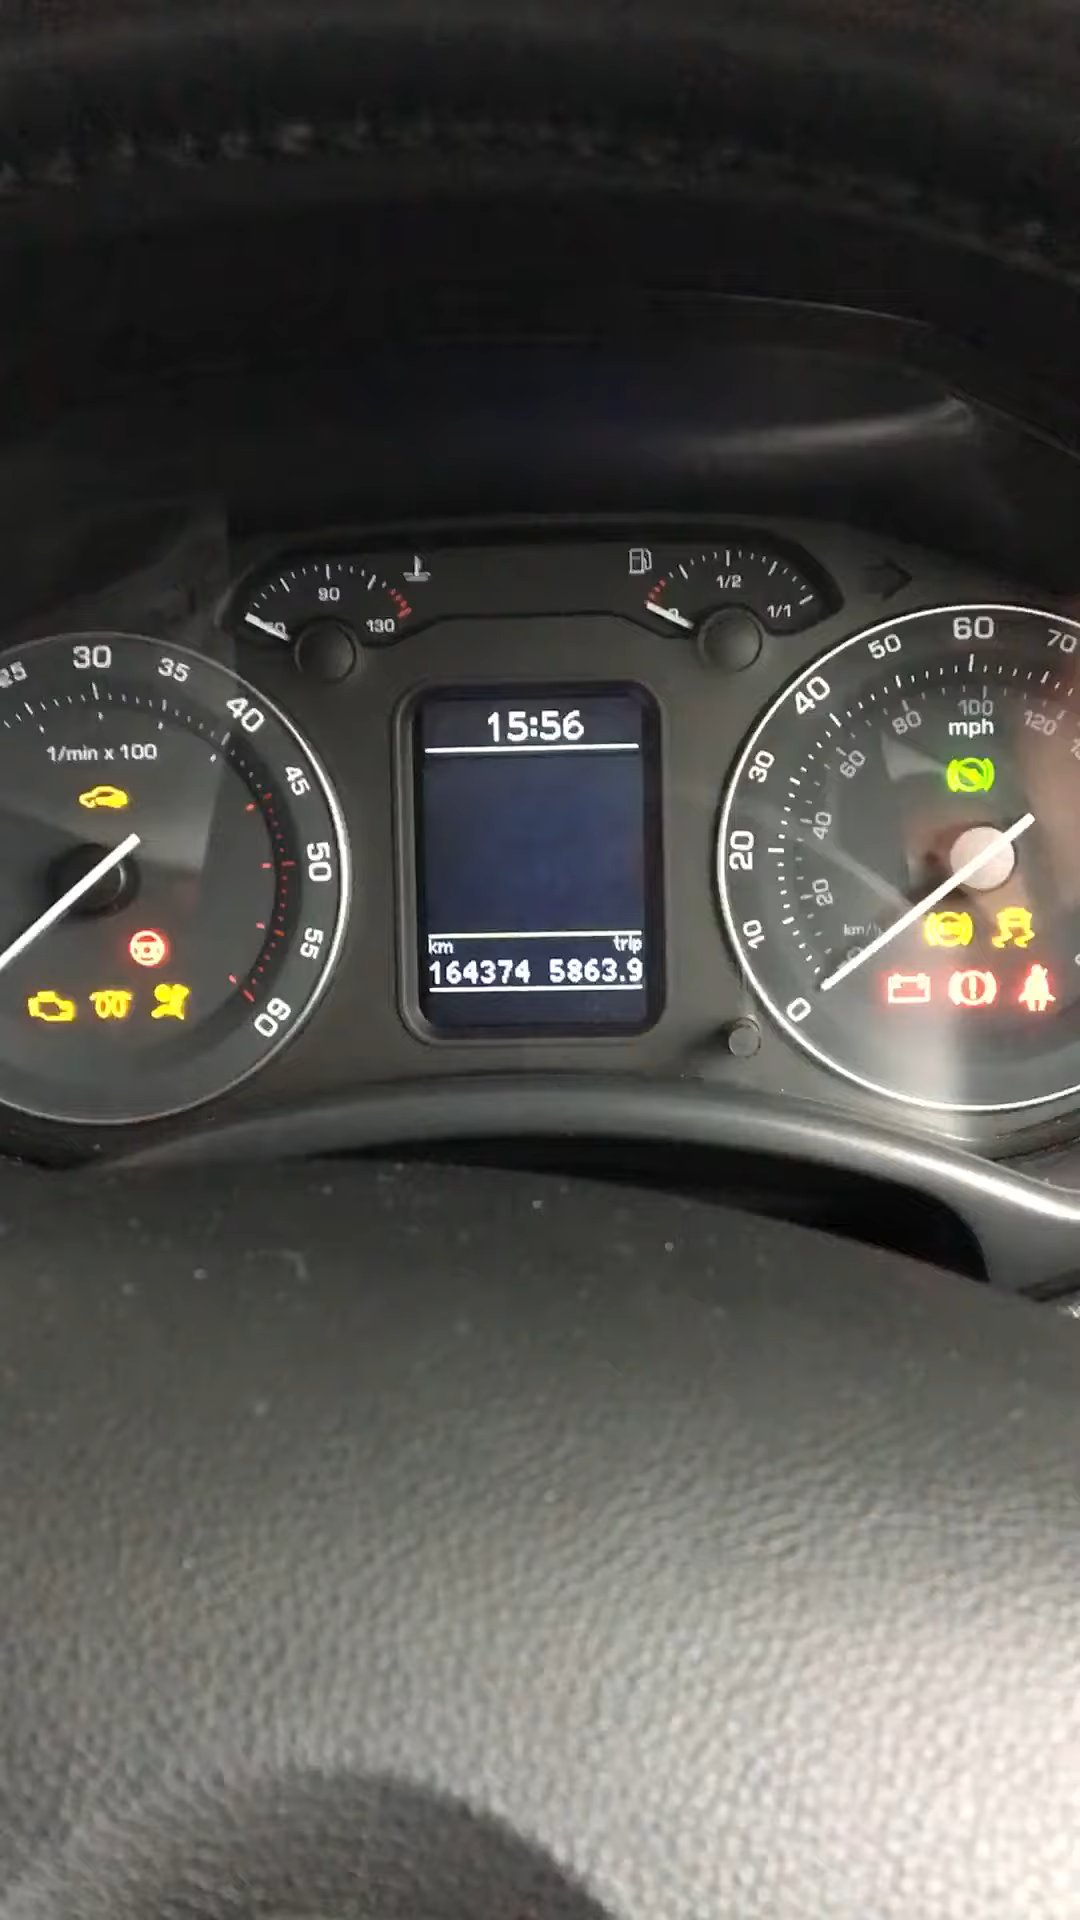 90
130
1/2
1/1
25 30 35 40 45 50 55 60
1/min x 100
15:56
km trip
164374 5863.9
0 10 20 30 40 50 60 70
mph
20 40 60 80 100 120
km/h